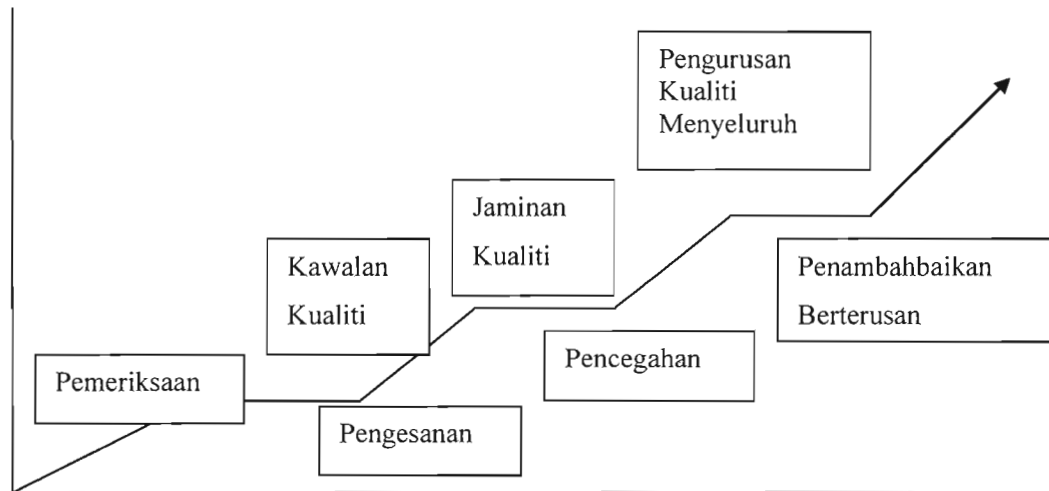 Pengurusan
Kualiti
Menyeluruh
Jaminan
Kualiti
Kawalan
Kualiti
Penambahbaikan
Berterusan
Pemeriksaan
Pencegahan
Pengesanan